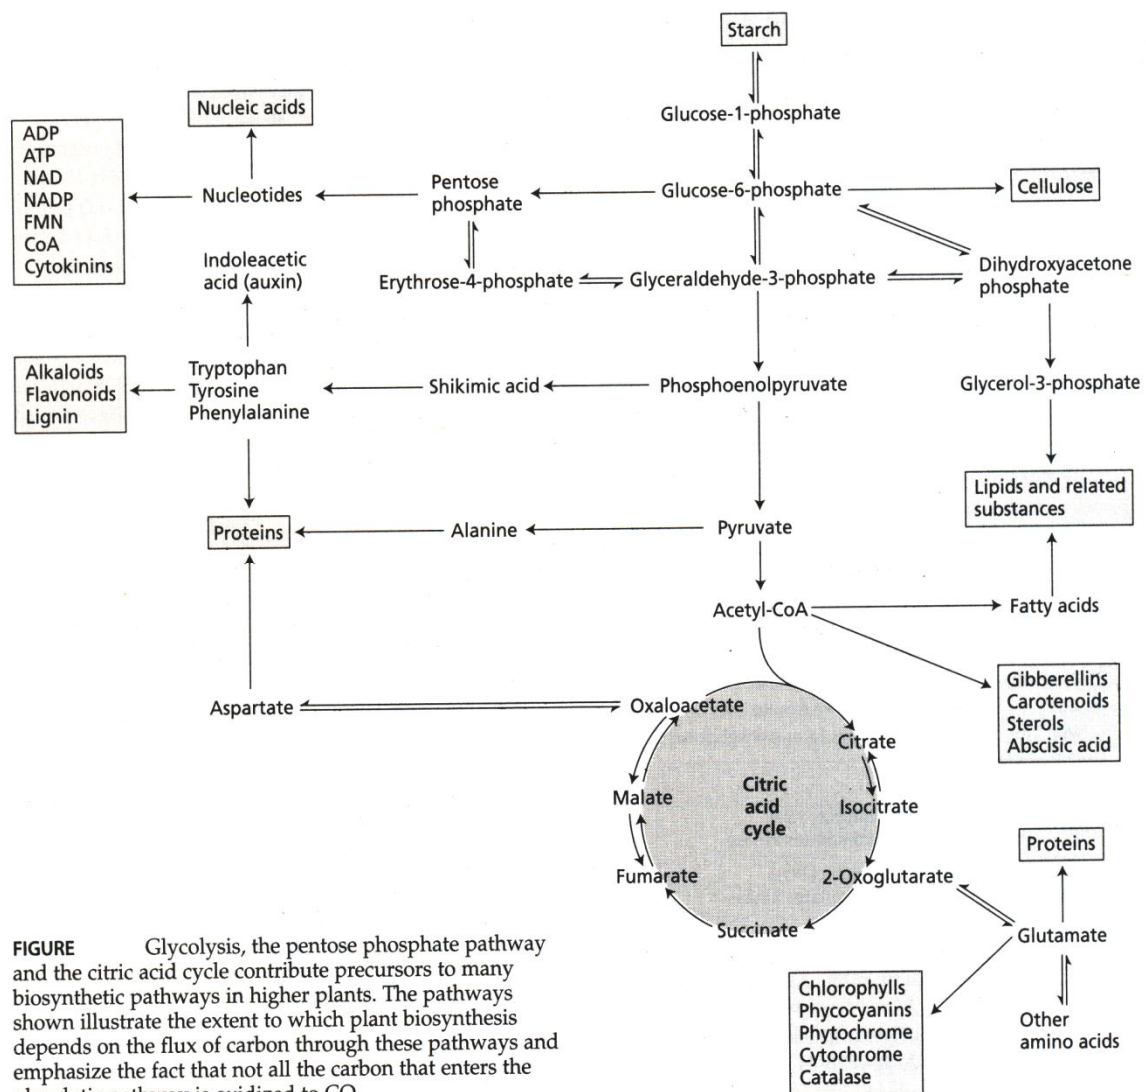 Starch
Glucose-1-phosphate
Nucleic acids
ADP
ATP
NAD
NADP
FMN
CoA
Cytokinins
Nucleotides
Pentose
phosphate
Glucose-6-phosphate
Cellulose
Indoleacetic
acid (auxin)
Erythrose-4-phosphate
Glyceraldehyde-3-phosphate
Dihydroxyacetone
phosphate
Alkaloids
Flavonoids
Lignin
Tryptophan
Tyrosine
Phenylalanine
Shikimic acid
Phosphoenolpyruvate
Glycerol-3-phosphate
Lipids and related
substances
Proteins
Alanine
Pyruvate
Acetyl-CoA
Fatty acids
Gibberellins
Carotenoids
Sterols
Abscisic acid
Aspartate
Oxaloacetate
Citrate
Malate
Citric
acid
cycle
Isocitrate
Fumarate
2-Oxoglutarate
Succinate
Proteins
Glutamate
Other
amino acids
Chlorophylls
Phycocyanins
Phytochrome
Cytochrome
Catalase
FIGURE Glycolysis, the pentose phosphate pathway
and the citric acid cycle contribute precursors to many
biosynthetic pathways in higher plants. The pathways
shown illustrate the extent to which plant biosynthesis
depends on the flux of carbon through these pathways and
emphasize the fact that not all the carbon that enters the